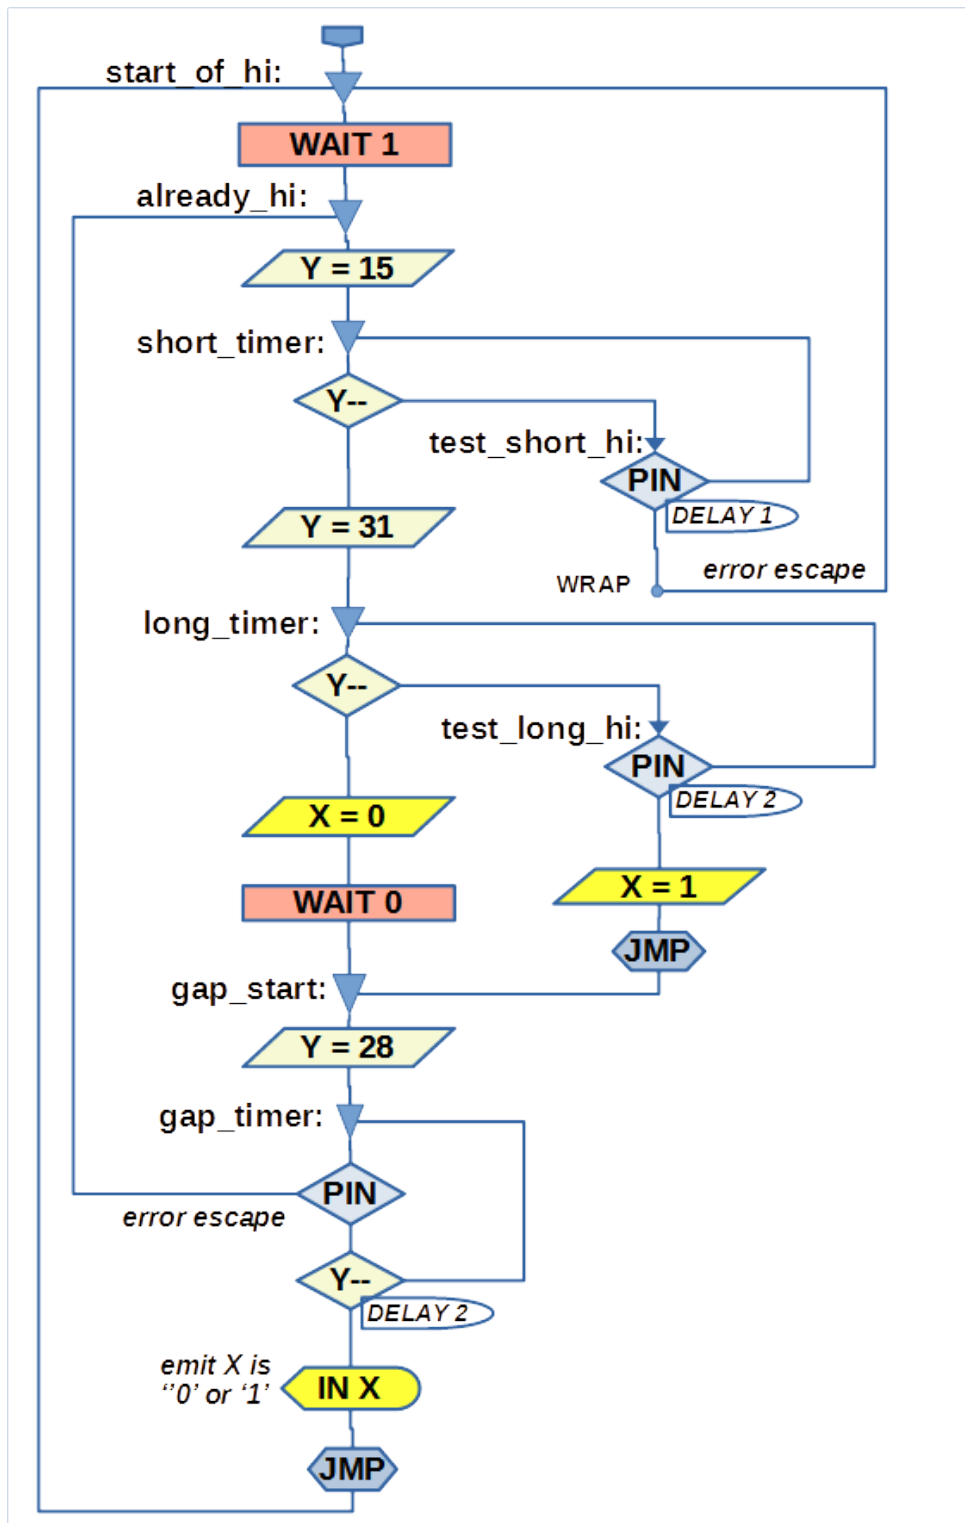 start_of_hi:
WAIT 1
already_hi:
Y = 15
short_timer:
Y--
test_short_hi:
PIN
DELAY 1
Y = 31
WRAP
error escape
long_timer:
Y--
test_long_hi:
PIN
DELAY 2
X = 0
X = 1
WAIT 0
JMP
gap_start:
Y = 28
gap_timer:
PIN
error escape
Y--
DELAY 2
emit X is
‘’0’ or ‘1’
IN X
JMP